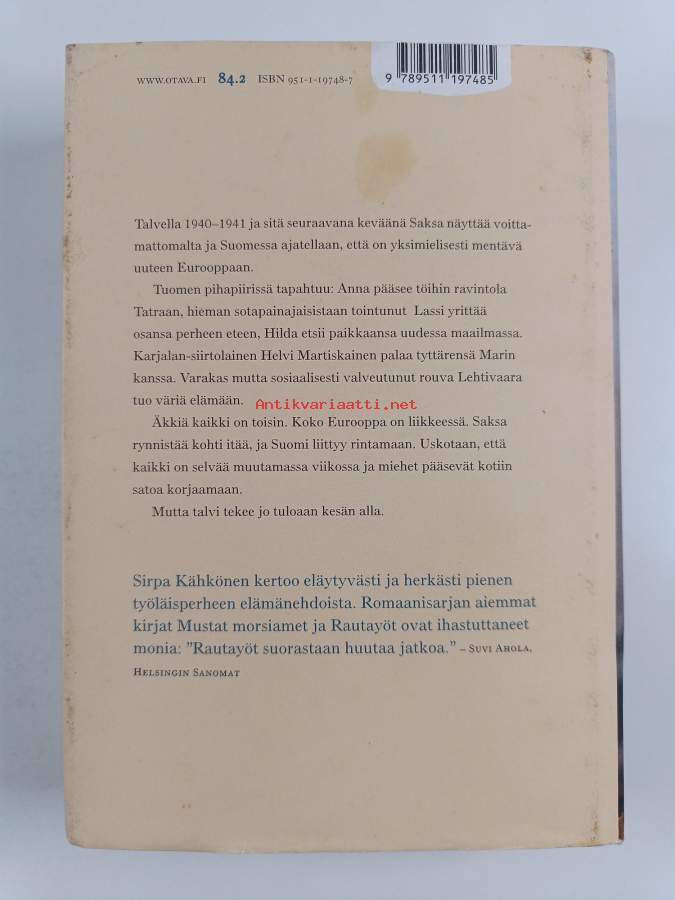 WWW.OTAVA.FI 84.2 ISBN 951-1-19748-7
9 789511 197485
Talvella 1940–1941 ja sitä seuraavana keväänä Saksa näyttää voitta-
mattomalta ja Suomessa ajatellaan, että on yksimielisesti mentävä
uuteen Eurooppaan.
Tuomen pihapiirissä tapahtuu: Anna pääsee töihin ravintola
Tatraan, hieman sotapainajaisistaan tointunut Lassi yrittää
osansa perheen eteen, Hilda etsii paikkaansa uudessa maailmassa.
Karjalan-siirtolainen Helvi Martiskainen palaa tyttärensä Marin
kanssa. Varakas mutta sosiaalisesti valveutunut rouva Lehtivaara
tuo väriä elämään.
Antikvariaatti.net
Äkkiä kaikki on toisin. Koko Eurooppa on liikkeessä. Saksa
rynnistää kohti itää, ja Suomi liittyy rintamaan. Uskotaan, että
kaikki on selvää muutamassa viikossa ja miehet pääsevät kotiin
satoa korjaamaan.
Mutta talvi tekee jo tuloaan kesän alla.
Sirpa Kähkönen kertoo eläytyvästi ja herkästi pienen
työläisperheen elämänehdoista. Romaanisarjan aiemmat
kirjat Mustat morsiamet ja Rautayöt ovat ihastuttaneet
monia: ”Rautayöt suorastaan huutaa jatkoa.” – SUVI AHOLA,
HELSINGIN SANOMAT